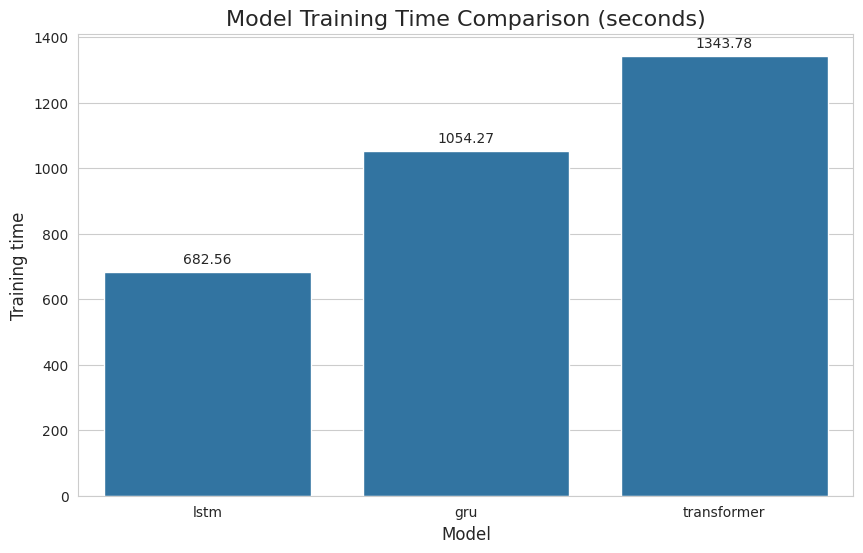 Model Training Time Comparison (seconds)
1400
1343.78
1200
1054.27
1000
800
682.56
600
400
200
0
Training time
lstm
gru
transformer
Model